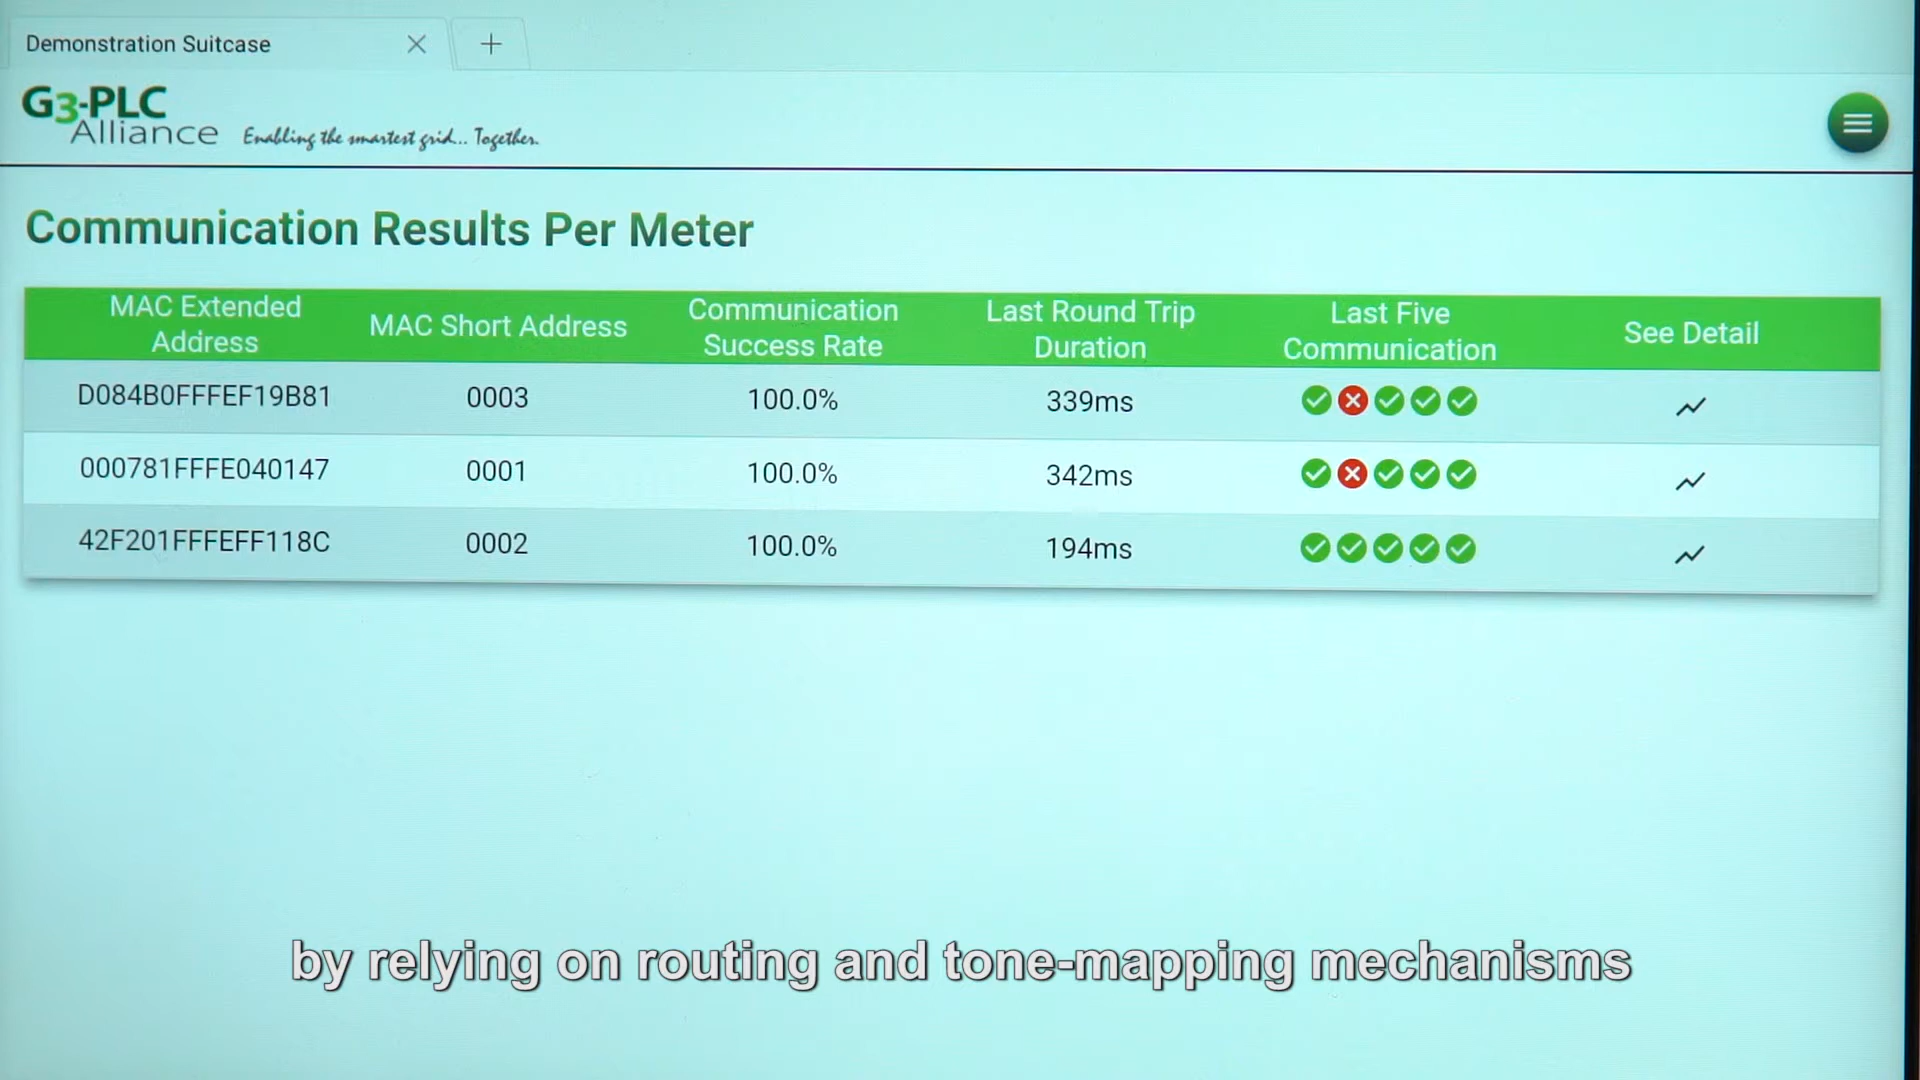 Demonstration Suitcase
G3-PLC
Alliance
Enabling the smartest grid... Together.
Communication Results Per Meter
MAC Extended Address
MAC Short Address
Communication Success Rate
Last Round Trip Duration
Last Five Communication
See Detail
D084B0FFFEF19B81 0003 100.0% 339ms
000781FFFE040147 0001 100.0% 342ms
42F201FFFEFF118C 0002 100.0% 194ms
by relying on routing and tone-mapping mechanisms